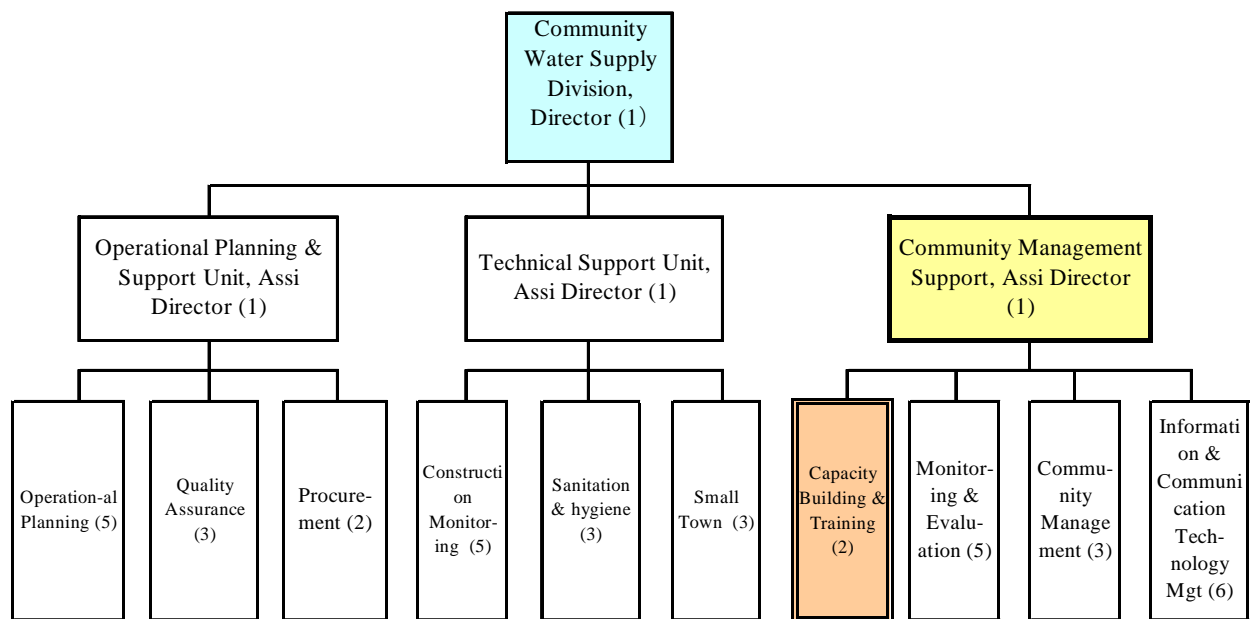 Community
Water Supply
Division,
Director (1）
Operational Planning &
Support Unit, Assi
Director (1)
Technical Support Unit,
Assi Director (1)
Community Management
Support, Assi Director
(1)
Operation-al
Planning (5)
Quality
Assurance
(3)
Procure-
ment (2)
Constructi
on
Monitor-
ing (5)
Sanitation
& hygiene
(3)
Small
Town (3)
Capacity
Building &
Training
(2)
Monitor-
ing &
Evalu-
ation (5)
Commu-
nity
Manage
ment (3)
Informati
on &
Communi
cation
Tech-
nology
Mgt (6)